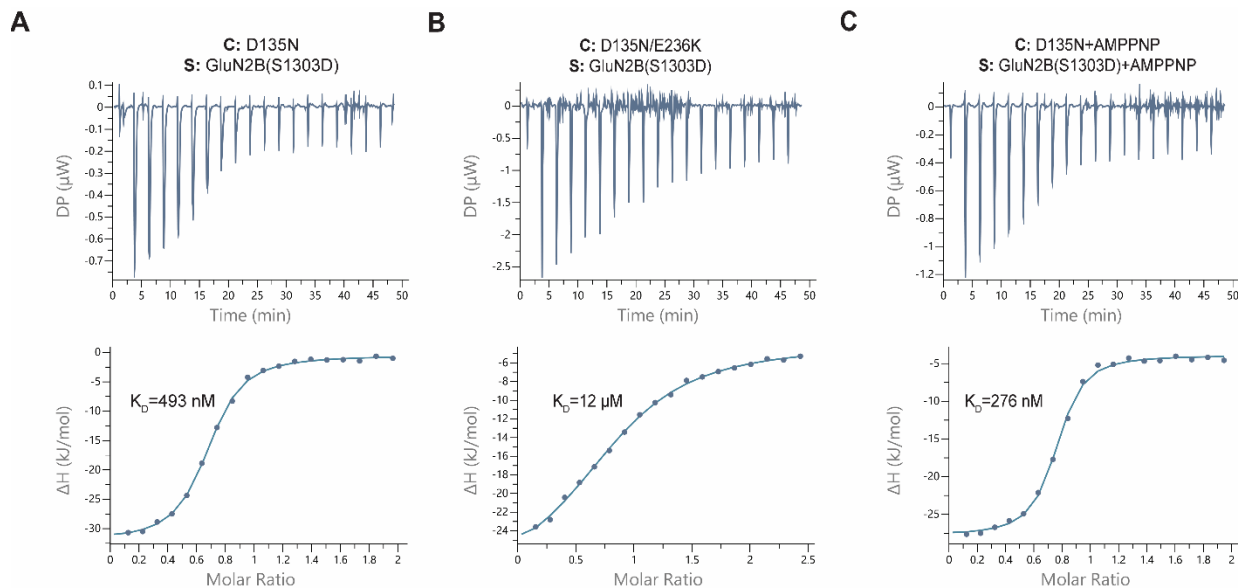 A
C: D135N
S: GluN2B(S1303D)
0.1
0
-0.1
-0.2
-0.3
-0.4
-0.5
-0.6
-0.7
DP (µW)
0 5 10 15 20 25 30 35 40 45 50
Time (min)
0
-5
-10
-15
-20
-25
-30
ΔH (kJ/mol)
K_D=493 nM
0 0.2 0.4 0.6 0.8 1 1.2 1.4 1.6 1.8 2
Molar Ratio
B
C: D135N/E236K
S: GluN2B(S1303D)
0
-0.5
-1
-1.5
-2
-2.5
DP (µW)
0 5 10 15 20 25 30 35 40 45 50
Time (min)
-6
-8
-10
-12
-14
-16
-18
-20
-22
-24
ΔH (kJ/mol)
K_D=12 µM
0 0.5 1 1.5 2 2.5
Molar Ratio
C
C: D135N+AMPPNP
S: GluN2B(S1303D)+AMPPNP
0
-0.2
-0.4
-0.6
-0.8
-1
-1.2
DP (µW)
0 5 10 15 20 25 30 35 40 45 50
Time (min)
-5
-10
-15
-20
-25
ΔH (kJ/mol)
K_D=276 nM
0 0.2 0.4 0.6 0.8 1 1.2 1.4 1.6 1.8 2
Molar Ratio